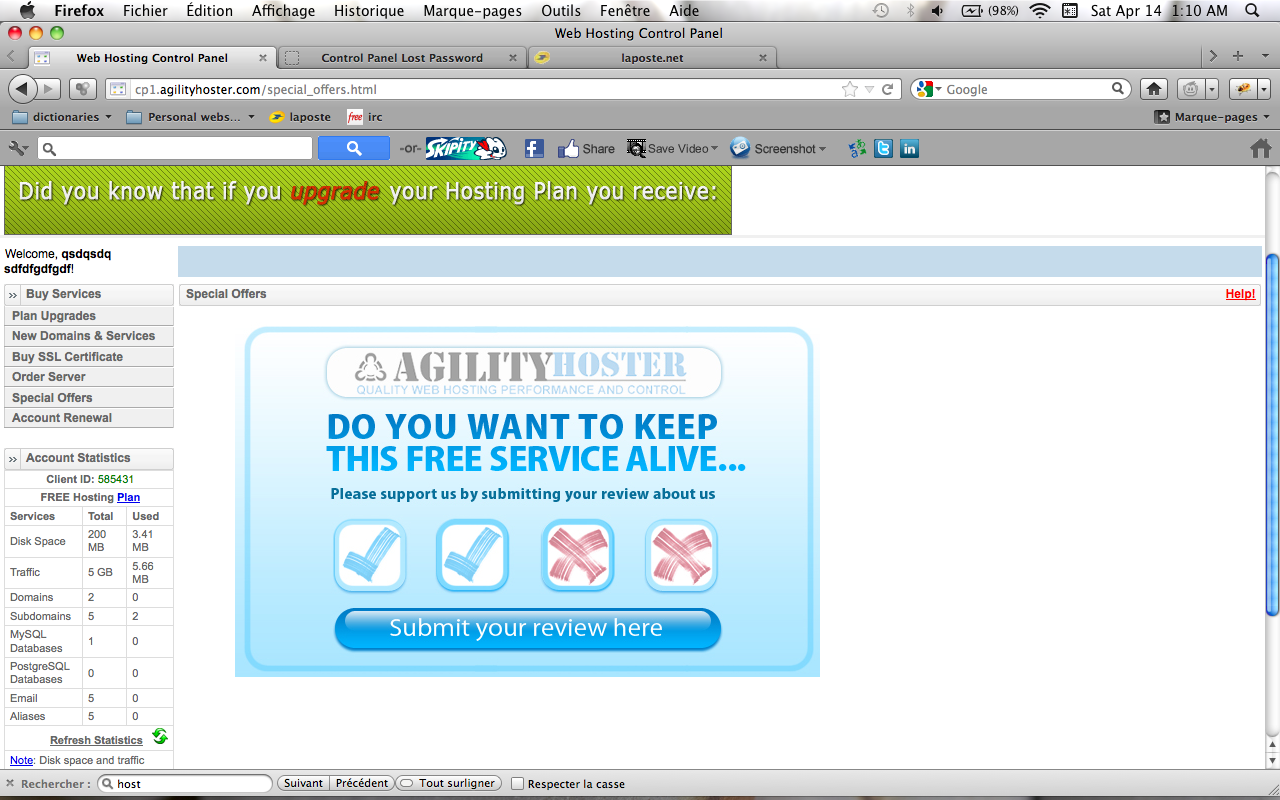 Firefox Fichier Édition Affichage Historique Marque-pages Outils Fenêtre Aide (98%) Sat Apr 14 1:10 AM
Web Hosting Control Panel
Web Hosting Control Panel Control Panel Lost Password laposte.net
cp1.agilityhoster.com/special_offers.html Google
dictionaries Personal webs... laposte free irc Marque-pages
-or- SKIPITY Share Save Video Screenshot
Did you know that if you upgrade your Hosting Plan you receive:
Welcome, qsdqsdq
sdfdfgdfgdf!
Buy Services
Plan Upgrades
New Domains & Services
Buy SSL Certificate
Order Server
Special Offers
Account Renewal
Account Statistics
Client ID: 585431
FREE Hosting Plan
Services Total Used
Disk Space 200 MB 3.41 MB
Traffic 5 GB 5.66 MB
Domains 2 0
Subdomains 5 2
MySQL Databases 1 0
PostgreSQL Databases 0 0
Email 5 0
Aliases 5 0
Refresh Statistics
Note: Disk space and traffic
Special Offers Help!
AGILITYHOSTER
QUALITY WEB HOSTING PERFORMANCE AND CONTROL
DO YOU WANT TO KEEP
THIS FREE SERVICE ALIVE...
Please support us by submitting your review about us
Submit your review here
Rechercher : host Suivant Précédent Tout surligner Respecter la casse